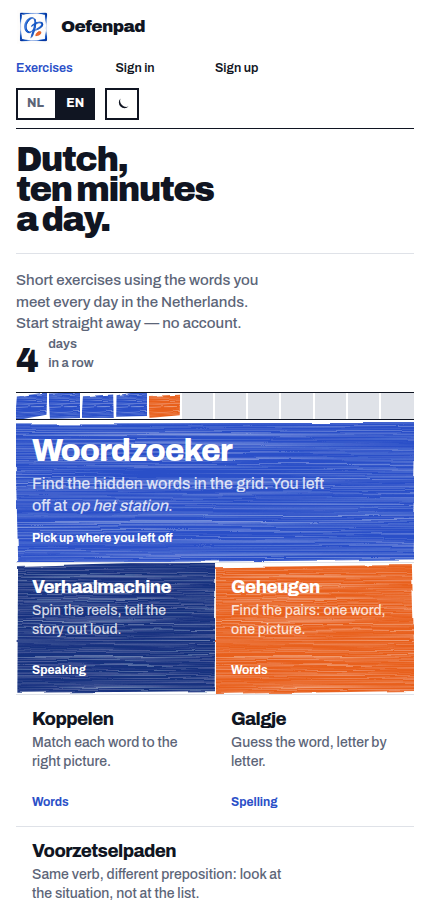 Oefenpad
Exercises Sign in Sign up
NL EN
Dutch,
ten minutes
a day.
Short exercises using the words you
meet every day in the Netherlands.
Start straight away — no account.
4 days
in a row
Woordzoeker
Find the hidden words in the grid. You left
off at op het station.
Pick up where you left off
Verhaalmachine
Spin the reels, tell the
story out loud.
Speaking
Geheugen
Find the pairs: one word,
one picture.
Words
Koppelen
Match each word to the
right picture.
Words
Galgje
Guess the word, letter by
letter.
Spelling
Voorzetselpaden
Same verb, different preposition: look at
the situation, not at the list.